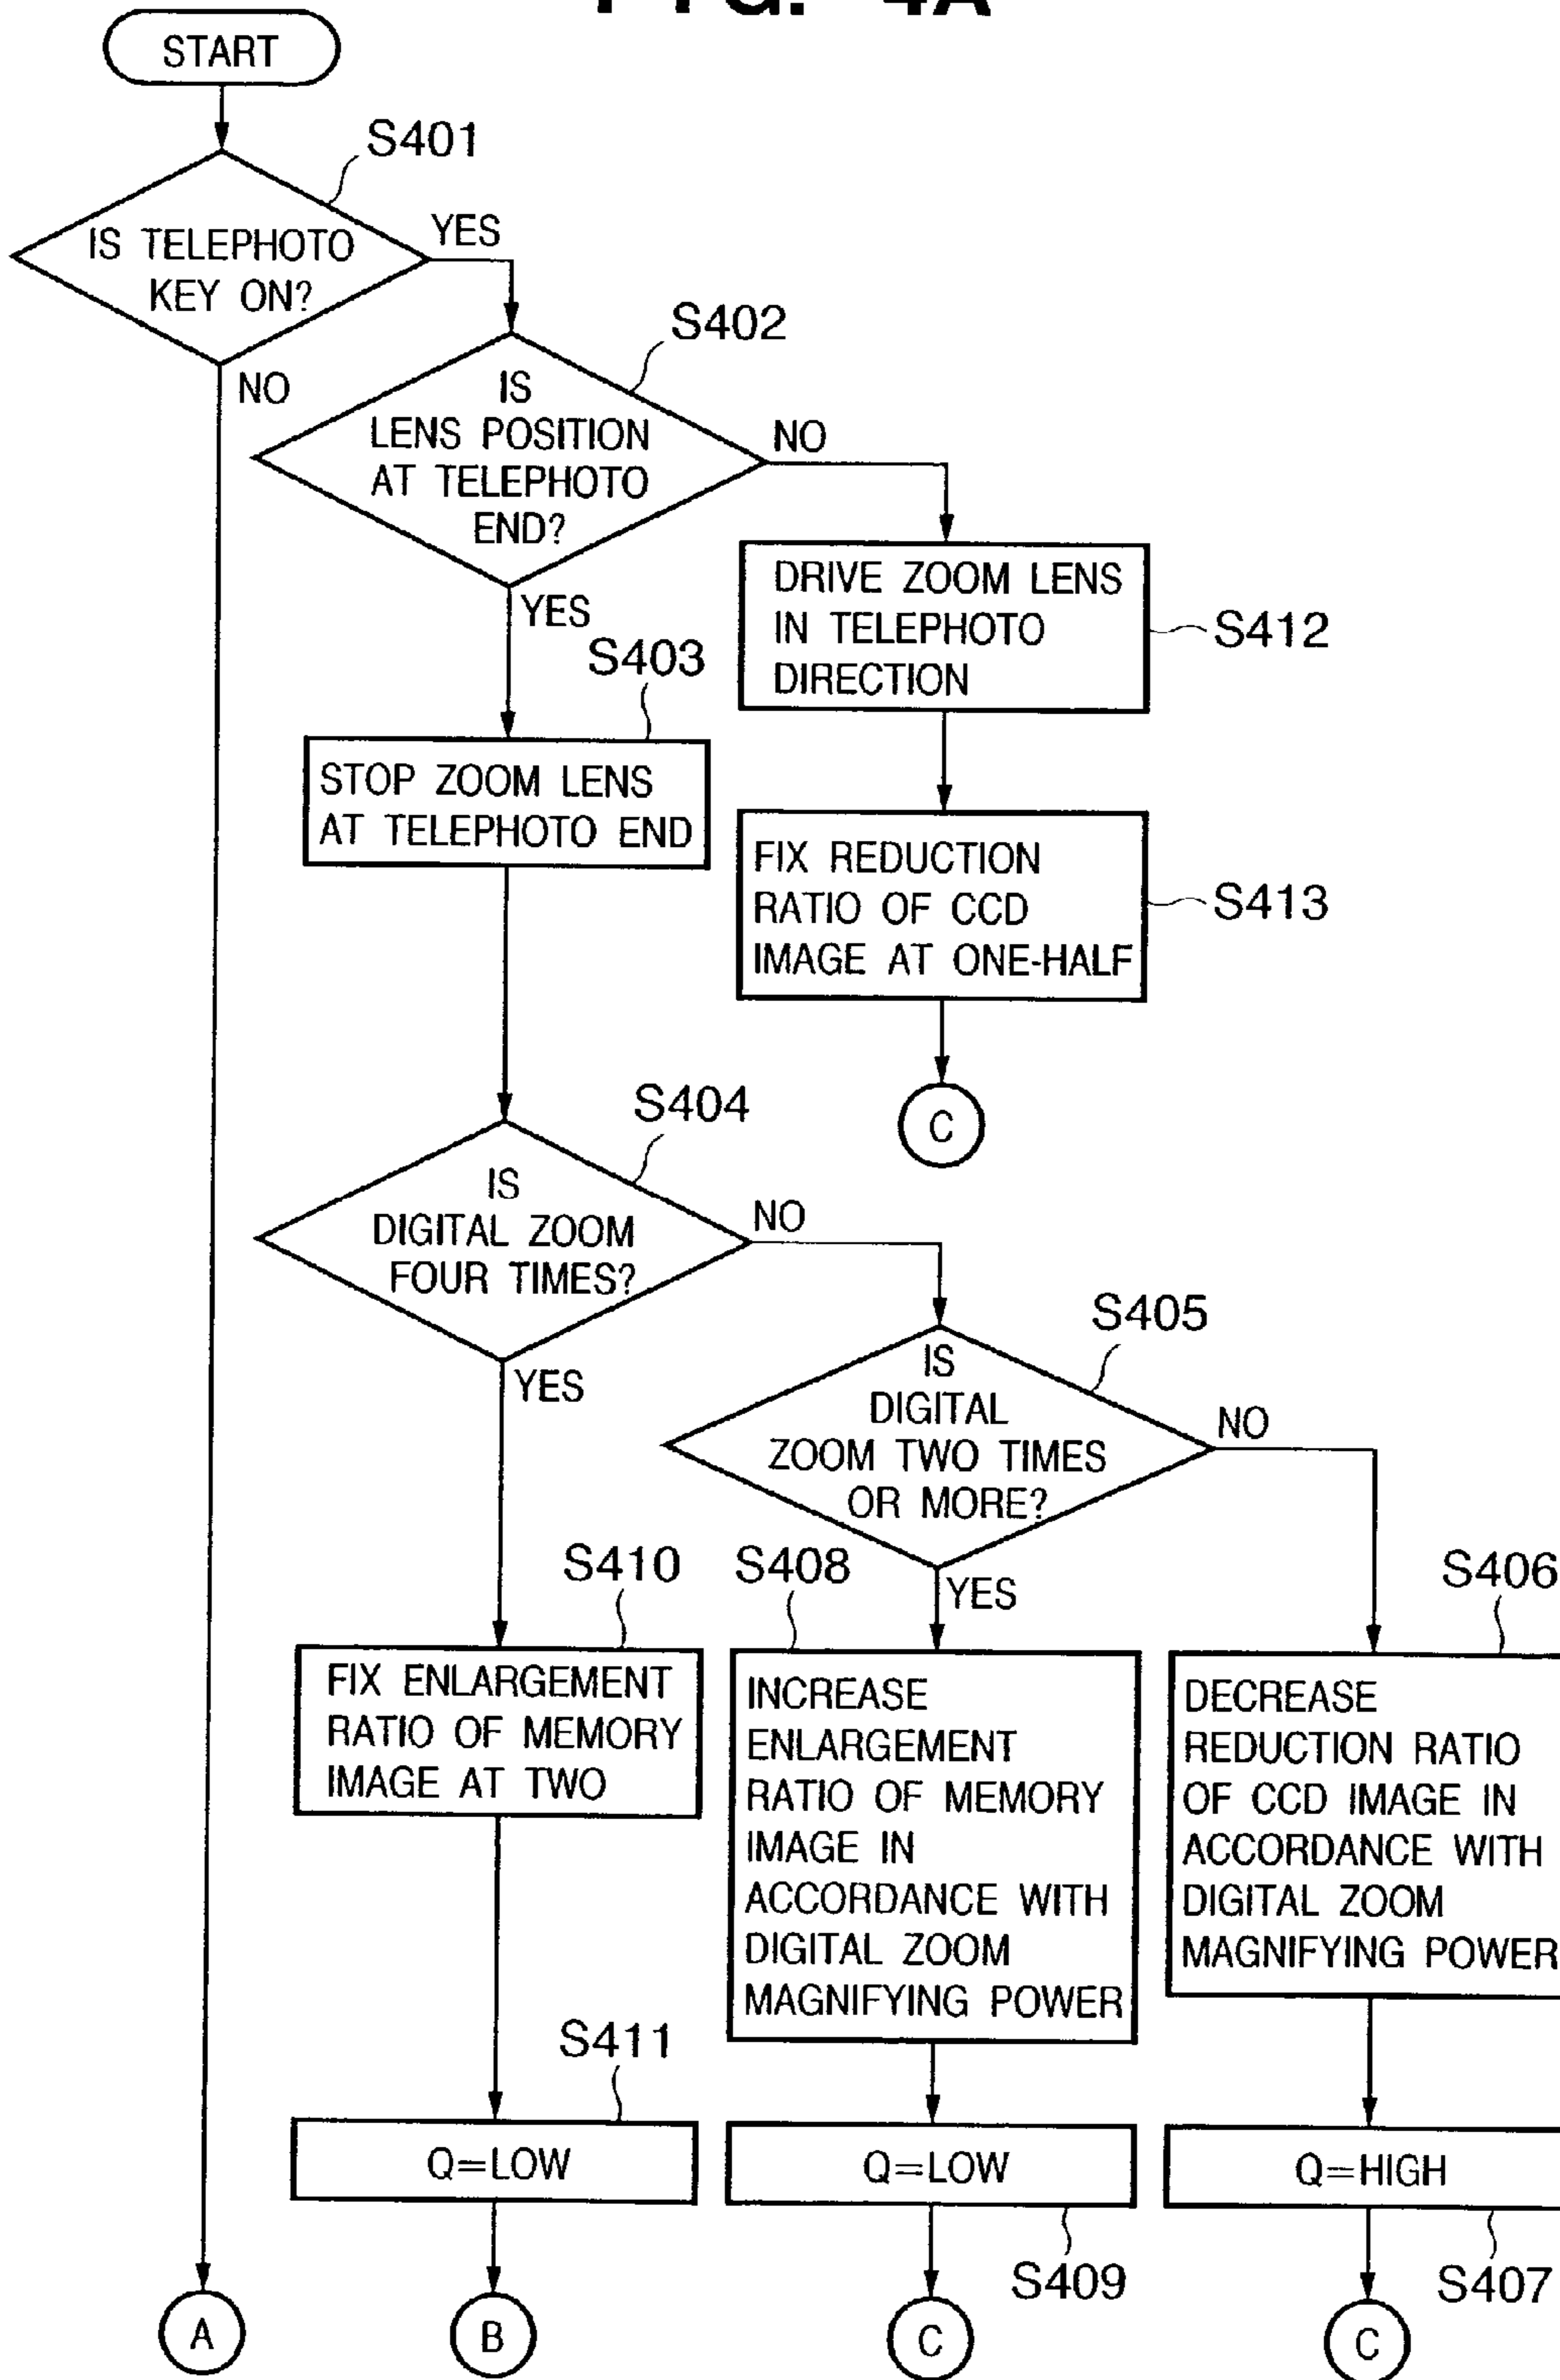 FIG. 4A
START
S401
IS TELEPHOTO
KEY ON?
YES
NO
S402
IS
LENS POSITION
AT TELEPHOTO
END?
NO
YES
DRIVE ZOOM LENS
IN TELEPHOTO
DIRECTION
S412
S403
STOP ZOOM LENS
AT TELEPHOTO END
FIX REDUCTION
RATIO OF CCD
IMAGE AT ONE-HALF
S413
C
S404
IS
DIGITAL ZOOM
FOUR TIMES?
NO
YES
S405
IS
DIGITAL
ZOOM TWO TIMES
OR MORE?
NO
YES
S410
FIX ENLARGEMENT
RATIO OF MEMORY
IMAGE AT TWO
S408
INCREASE
ENLARGEMENT
RATIO OF MEMORY
IMAGE IN
ACCORDANCE WITH
DIGITAL ZOOM
MAGNIFYING POWER
S406
DECREASE
REDUCTION RATIO
OF CCD IMAGE IN
ACCORDANCE WITH
DIGITAL ZOOM
MAGNIFYING POWER
S411
Q=LOW
Q=LOW
S409
Q=HIGH
S407
A
B
C
C